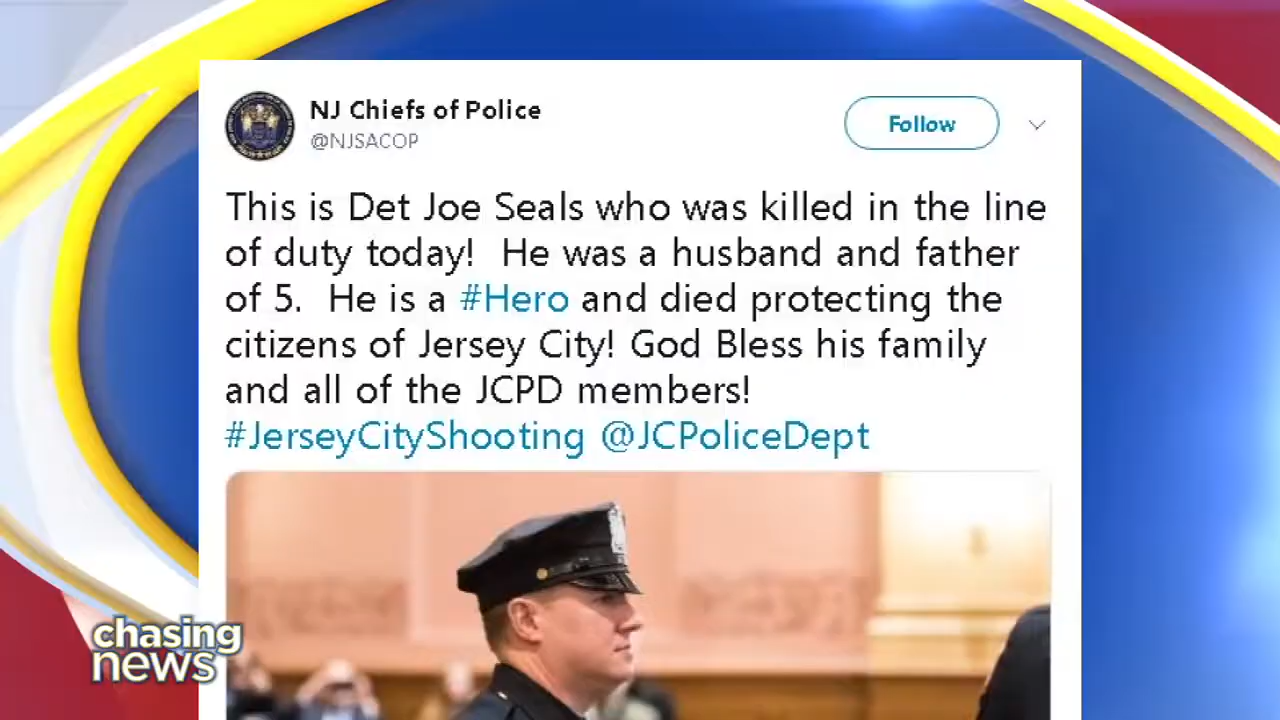 NJ Chiefs of Police
@NJSACOP
Follow
This is Det Joe Seals who was killed in the line
of duty today!  He was a husband and father
of 5.  He is a #Hero and died protecting the
citizens of Jersey City! God Bless his family
and all of the JCPD members!
#JerseyCityShooting @JCPoliceDept
chasing
NEWS